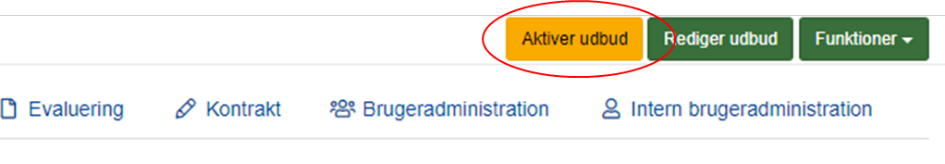 Aktiver udbud Rediger udbud Funktioner
Evaluering Kontrakt Brugeradministration Intern brugeradministration